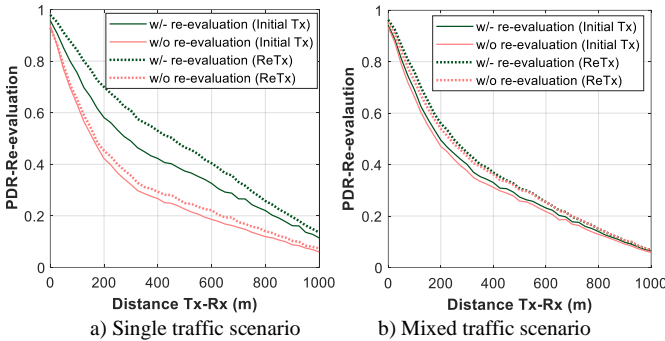 w/- re-evaluation (Initial Tx)
w/o re-evaluation (Initial Tx)
w/- re-evaluation (ReTx)
w/o re-evaluation (ReTx)
PDR-Re-evaluation
1
0.8
0.6
0.4
0.2
0
0 200 400 600 800 1000
Distance Tx-Rx (m)
a) Single traffic scenario
w/- re-evaluation (Initial Tx)
w/o re-evaluation (Initial Tx)
w/- re-evaluation (ReTx)
w/o re-evaluation (ReTx)
PDR-Re-evalaution
1
0.8
0.6
0.4
0.2
0
0 200 400 600 800 1000
Distance Tx-Rx (m)
b) Mixed traffic scenario